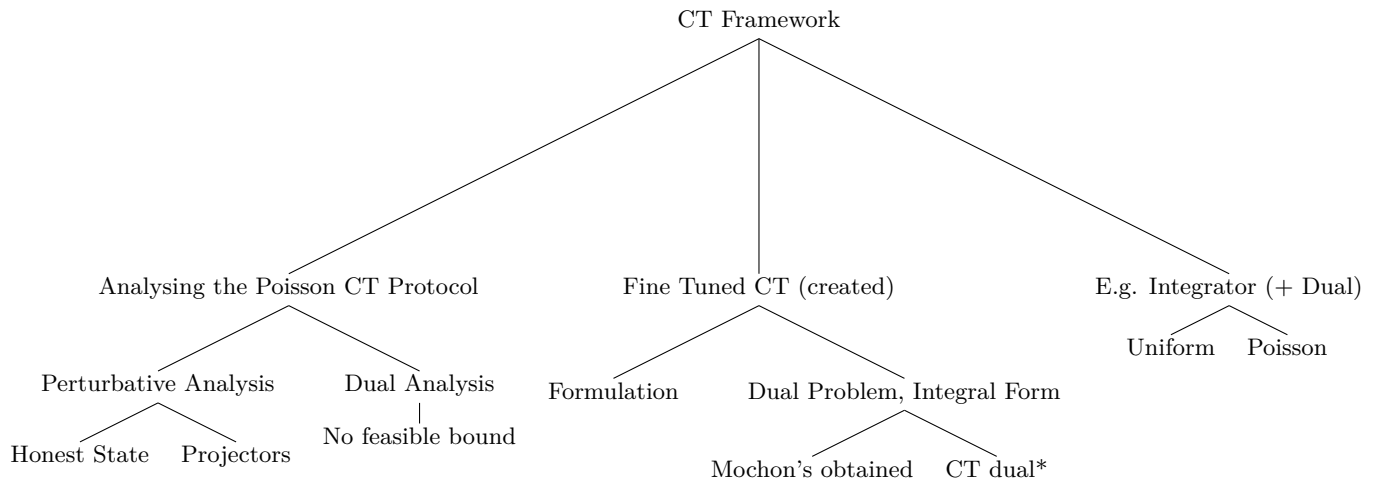 CT Framework
Analysing the Poisson CT Protocol
Fine Tuned CT (created)
E.g. Integrator (+ Dual)
Uniform
Poisson
Perturbative Analysis
Dual Analysis
Formulation
Dual Problem, Integral Form
No feasible bound
Honest State
Projectors
Mochon's obtained
CT dual*